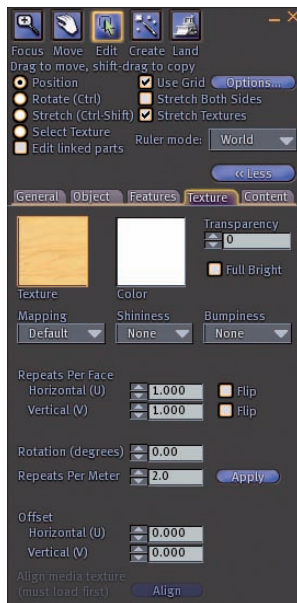 Focus Move Edit Create Land
Drag to move, shift-drag to copy
Position Use Grid Options...
Rotate (Ctrl) Stretch Both Sides
Stretch (Ctrl-Shift) Stretch Textures
Select Texture Ruler mode: World
Edit linked parts
<< Less
General Object Features Texture Content
Transparency
0
Full Bright
Texture Color
Mapping Shininess Bumpiness
Default None None
Repeats Per Face
Horizontal (U) 1.000 Flip
Vertical (V) 1.000 Flip
Rotation (degrees) 0.00
Repeats Per Meter 2.0 Apply
Offset
Horizontal (U) 0.000
Vertical (V) 0.000
Align media texture
(must load first) Align